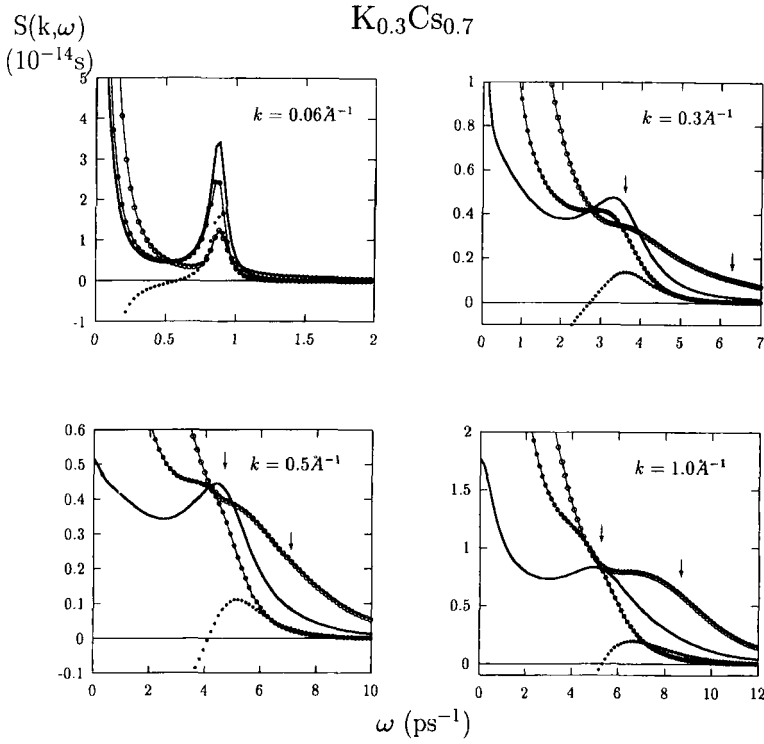 S(k,ω)
(10⁻¹⁴s)
K₀.₃Cs₀.₇
k = 0.06Å⁻¹
5
4
3
2
1
0
-1
0 0.5 1 1.5 2
k = 0.3Å⁻¹
1
0.8
0.6
0.4
0.2
0
0 1 2 3 4 5 6 7
k = 0.5Å⁻¹
0.6
0.5
0.4
0.3
0.2
0.1
0
-0.1
0 2 4 6 8 10
k = 1.0Å⁻¹
2
1.5
1
0.5
0
0 2 4 6 8 10 12
ω (ps⁻¹)